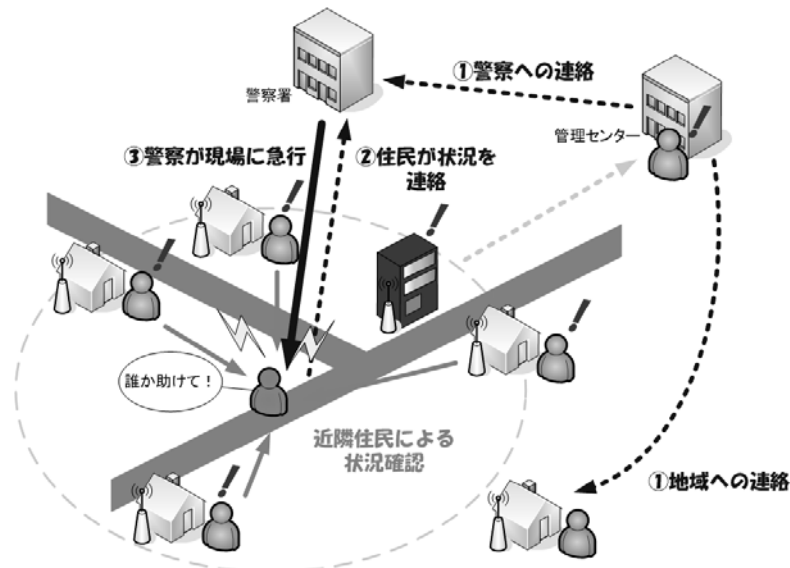 ①警察への連絡
警察署
管理センター
③警察が現場に急行
②住民が状況を
連絡
誰か助けて！
近隣住民による
状況確認
①地域への連絡